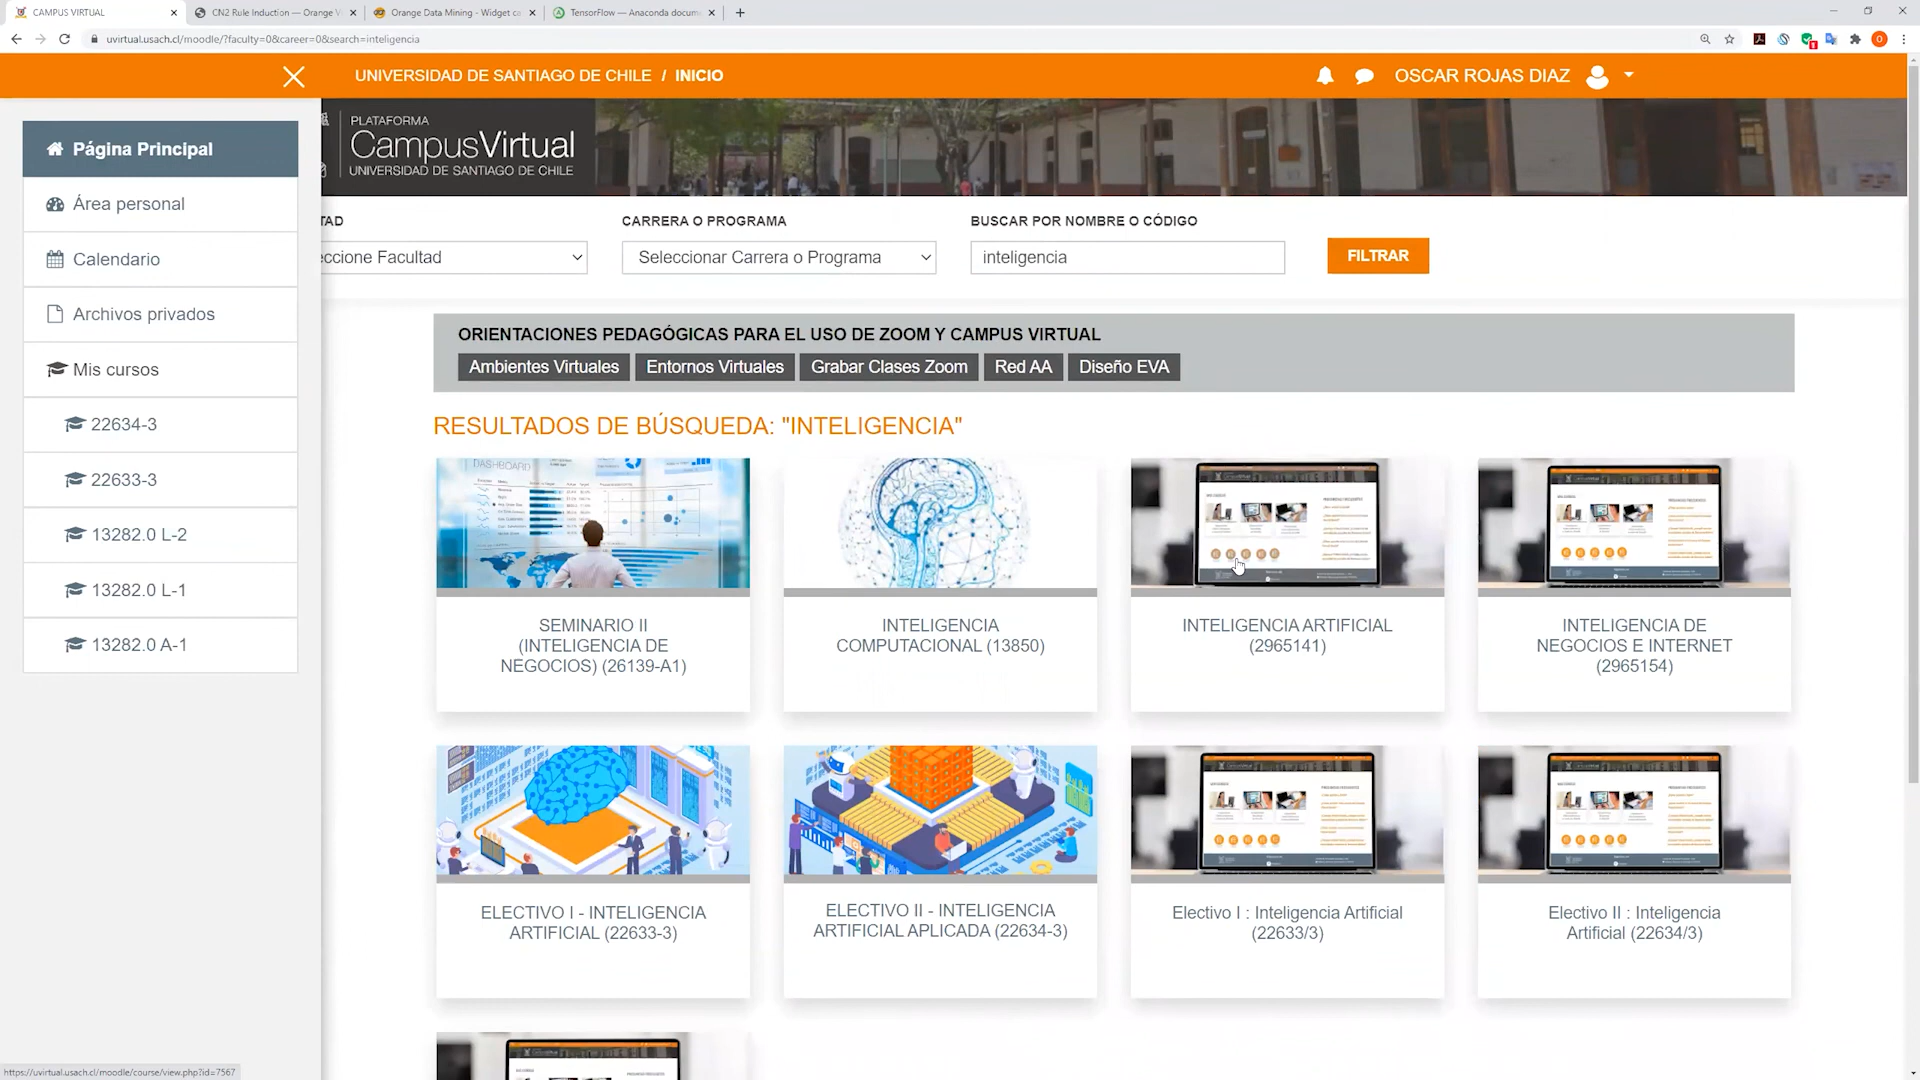 CAMPUS VIRTUAL
CN2 Rule Induction — Orange V
Orange Data Mining - Widget ca
TensorFlow — Anaconda docum
uvirtual.usach.cl/moodle/?faculty=0&career=0&search=inteligencia
UNIVERSIDAD DE SANTIAGO DE CHILE / INICIO
OSCAR ROJAS DIAZ
Página Principal
Área personal
Calendario
Archivos privados
Mis cursos
22634-3
22633-3
13282.0 L-2
13282.0 L-1
13282.0 A-1
PLATAFORMA
CampusVirtual
UNIVERSIDAD DE SANTIAGO DE CHILE
TAD
CARRERA O PROGRAMA
BUSCAR POR NOMBRE O CÓDIGO
ccione Facultad
Seleccionar Carrera o Programa
inteligencia
FILTRAR
ORIENTACIONES PEDAGÓGICAS PARA EL USO DE ZOOM Y CAMPUS VIRTUAL
Ambientes Virtuales
Entornos Virtuales
Grabar Clases Zoom
Red AA
Diseño EVA
RESULTADOS DE BÚSQUEDA: "INTELIGENCIA"
DASHBOARD
SEMINARIO II
(INTELIGENCIA DE
NEGOCIOS) (26139-A1)
INTELIGENCIA
COMPUTACIONAL (13850)
INTELIGENCIA ARTIFICIAL
(2965141)
INTELIGENCIA DE
NEGOCIOS E INTERNET
(2965154)
ELECTIVO I - INTELIGENCIA
ARTIFICIAL (22633-3)
ELECTIVO II - INTELIGENCIA
ARTIFICIAL APLICADA (22634-3)
Electivo I : Inteligencia Artificial
(22633/3)
Electivo II : Inteligencia
Artificial (22634/3)
https://uvirtual.usach.cl/moodle/course/view.php?id=7567